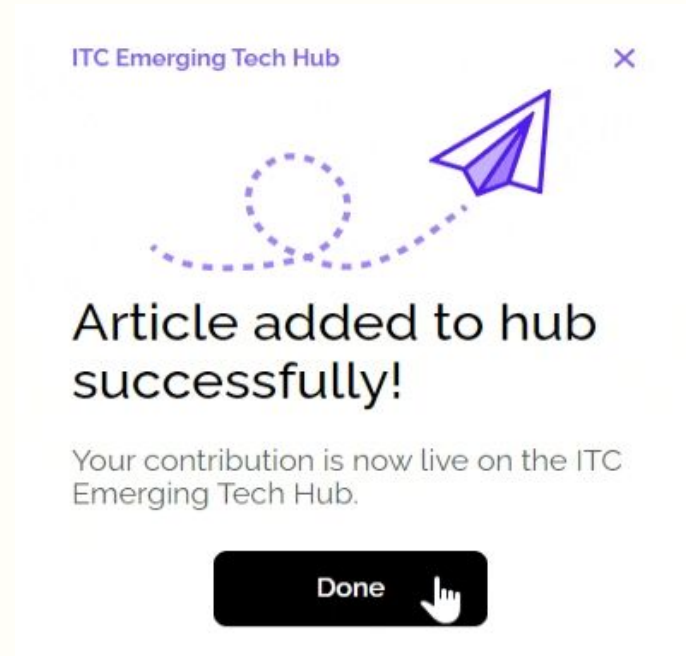 ITC Emerging Tech Hub
Article added to hub
successfully!
Your contribution is now live on the ITC
Emerging Tech Hub.
Done